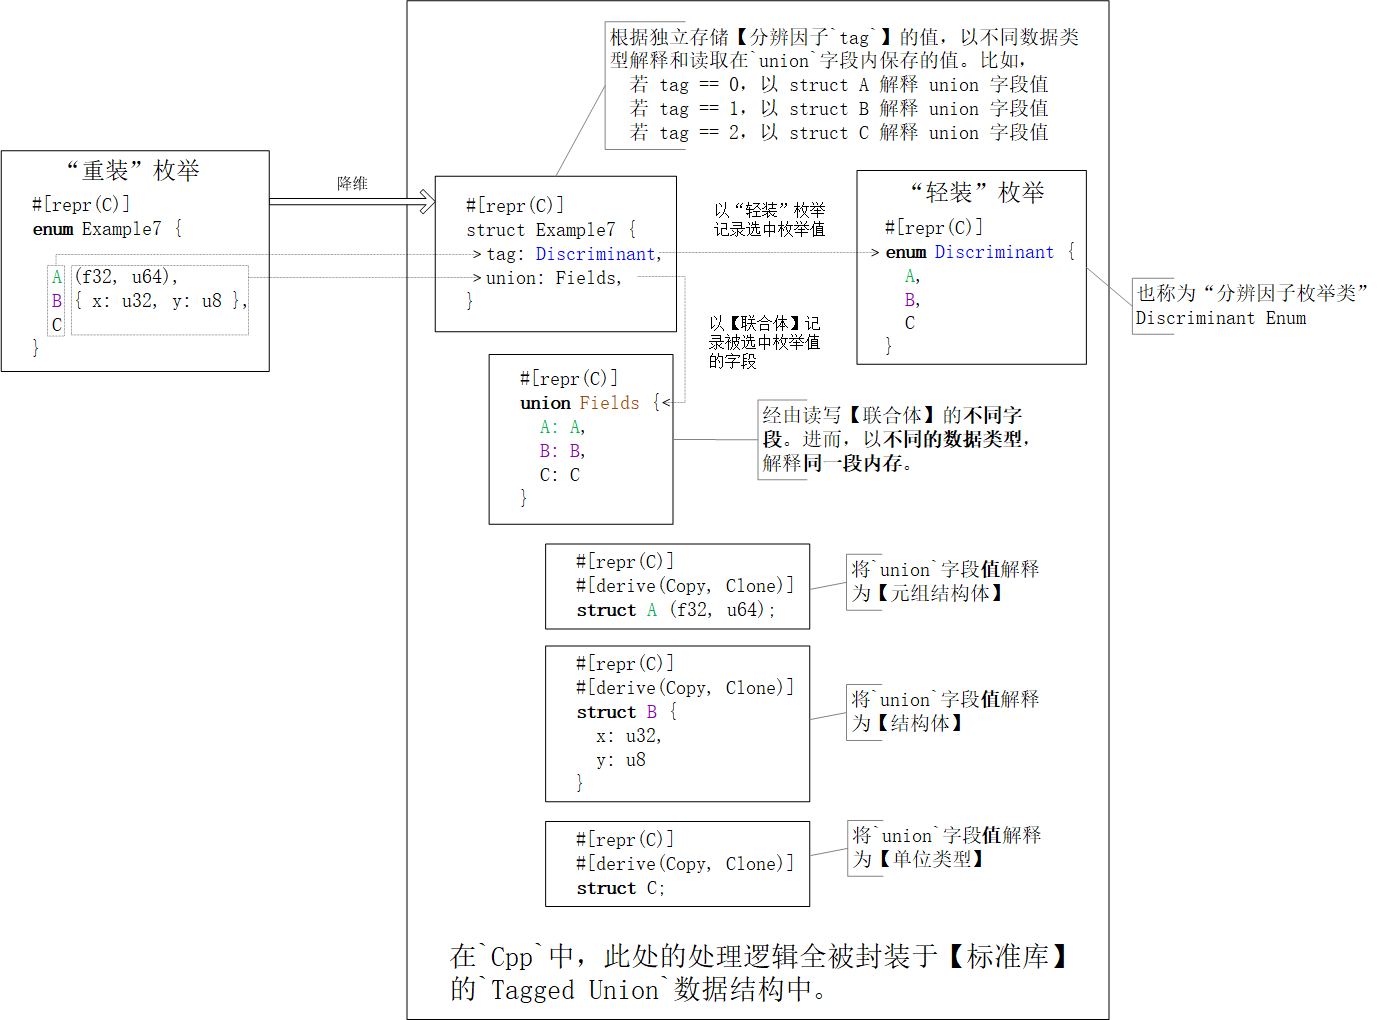 根据独立存储【分辨因子`tag`】的值，以不同数据类
型解释和读取在`union`字段内保存的值。比如，
若 tag == 0，以 struct A 解释 union 字段值
若 tag == 1，以 struct B 解释 union 字段值
若 tag == 2，以 struct C 解释 union 字段值
“重装”枚举
#[repr(C)]
enum Example7 {
A (f32, u64),
B { x: u32, y: u8 },
C
}
降维
#[repr(C)]
struct Example7 {
tag: Discriminant,
union: Fields,
}
以“轻装”枚举
记录选中枚举值
“轻装”枚举
#[repr(C)]
enum Discriminant {
A,
B,
C
}
也称为“分辨因子枚举类”
Discriminant Enum
以【联合体】记
录被选中枚举值
的字段
#[repr(C)]
union Fields {
A: A,
B: B,
C: C
}
经由读写【联合体】的不同字
段。进而，以不同的数据类型，
解释同一段内存。
#[repr(C)]
#[derive(Copy, Clone)]
struct A (f32, u64);
将`union`字段值解释
为【元组结构体】
#[repr(C)]
#[derive(Copy, Clone)]
struct B {
x: u32,
y: u8
}
将`union`字段值解释
为【结构体】
#[repr(C)]
#[derive(Copy, Clone)]
struct C;
将`union`字段值解释
为【单位类型】
在`Cpp`中，此处的处理逻辑全被封装于【标准库】
的`Tagged Union`数据结构中。